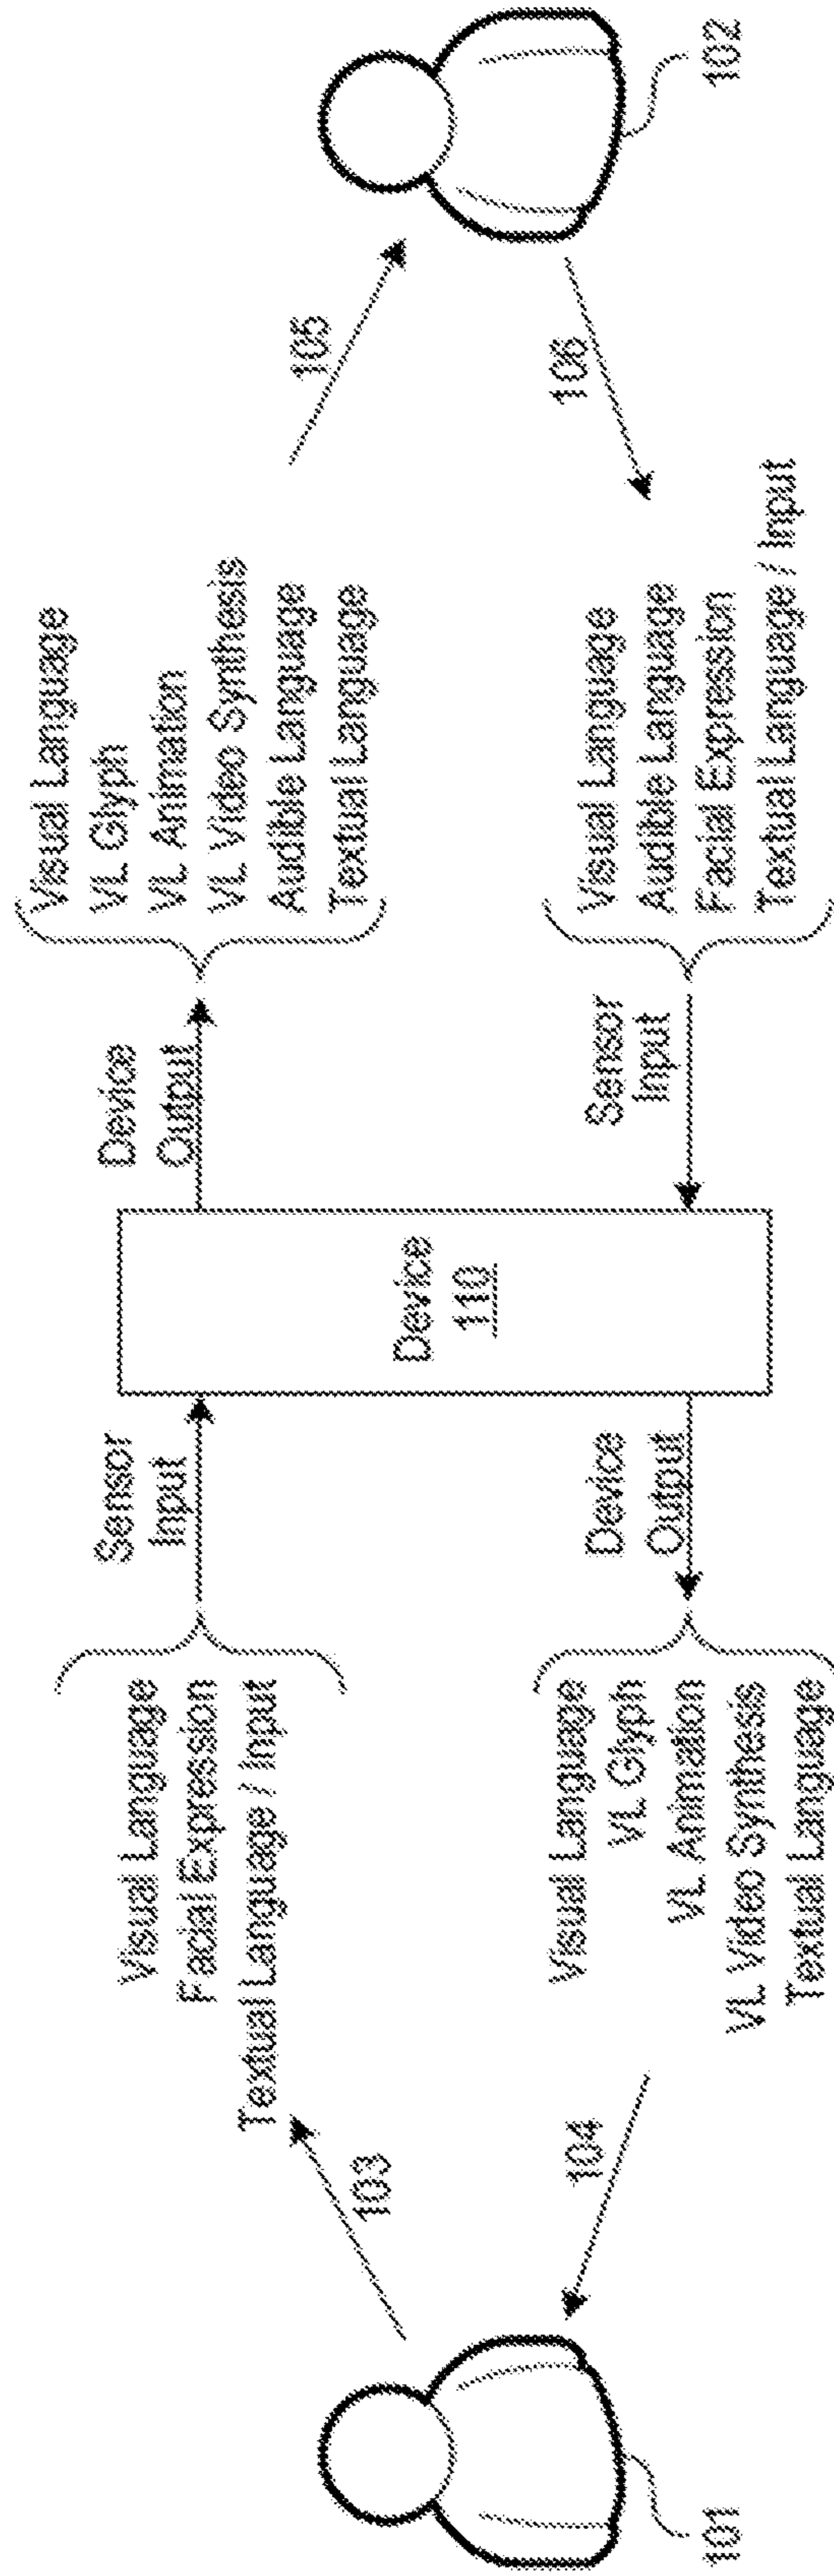 Visual Language
Facial Expression
Textual Language / Input
103
Sensor
Input
Device
110
Device
Output
Visual Language
VL Glyph
VL Animation
VL Video Synthesis
Audible Language
Textual Language
105
101
104
Visual Language
VL Glyph
VL Animation
VL Video Synthesis
Textual Language
Device
Output
Sensor
Input
Visual Language
Audible Language
Facial Expression
Textual Language / Input
106
102